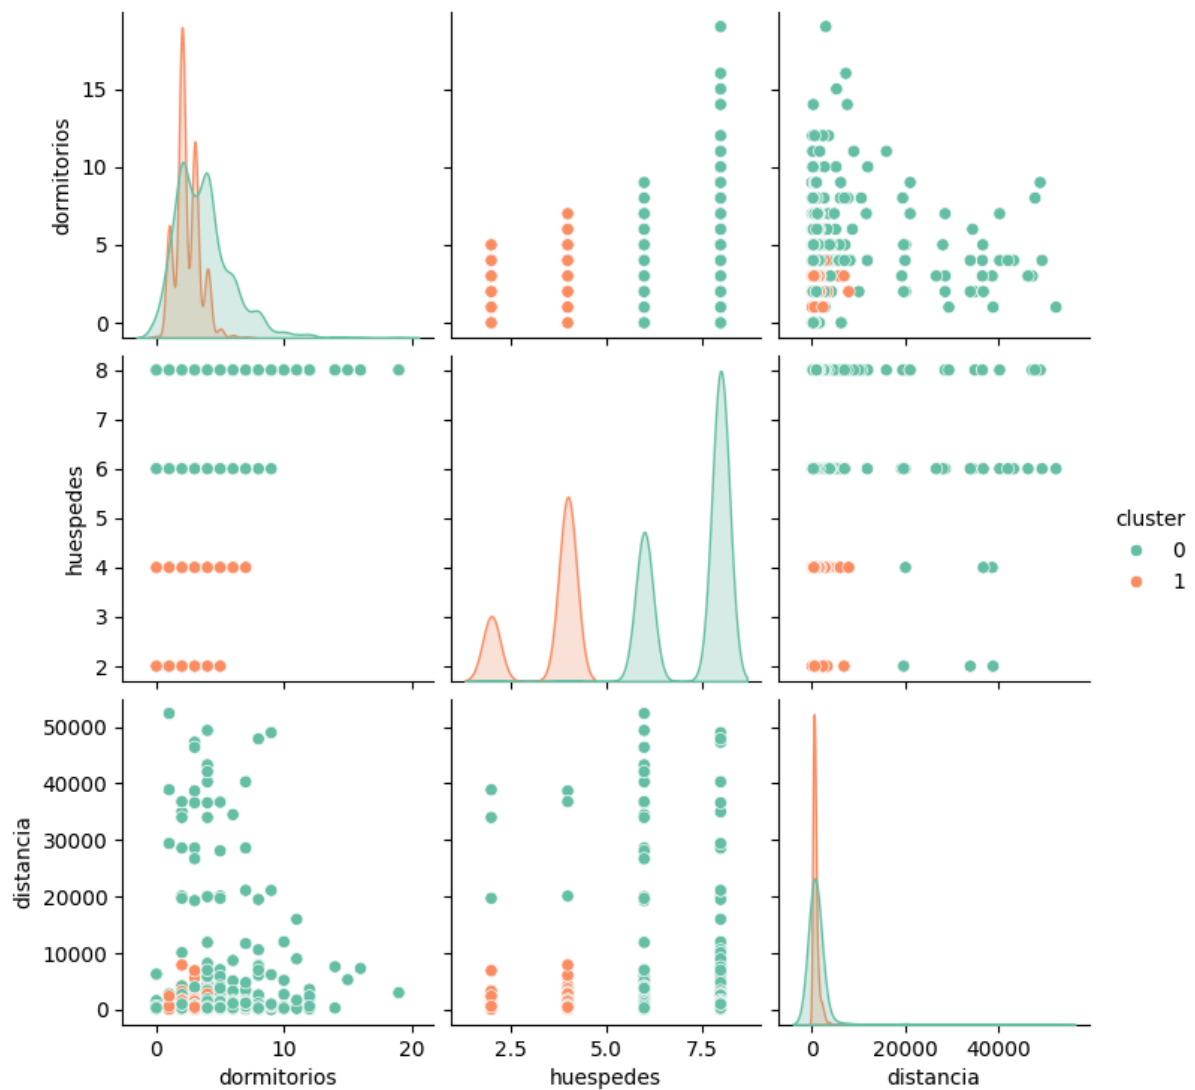 dormitorios
15
10
5
0
huespedes
8
7
6
5
4
3
2
cluster
0
1
distancia
50000
40000
30000
20000
10000
0
0 10 20
2.5 5.0 7.5
0 20000 40000
dormitorios huespedes distancia